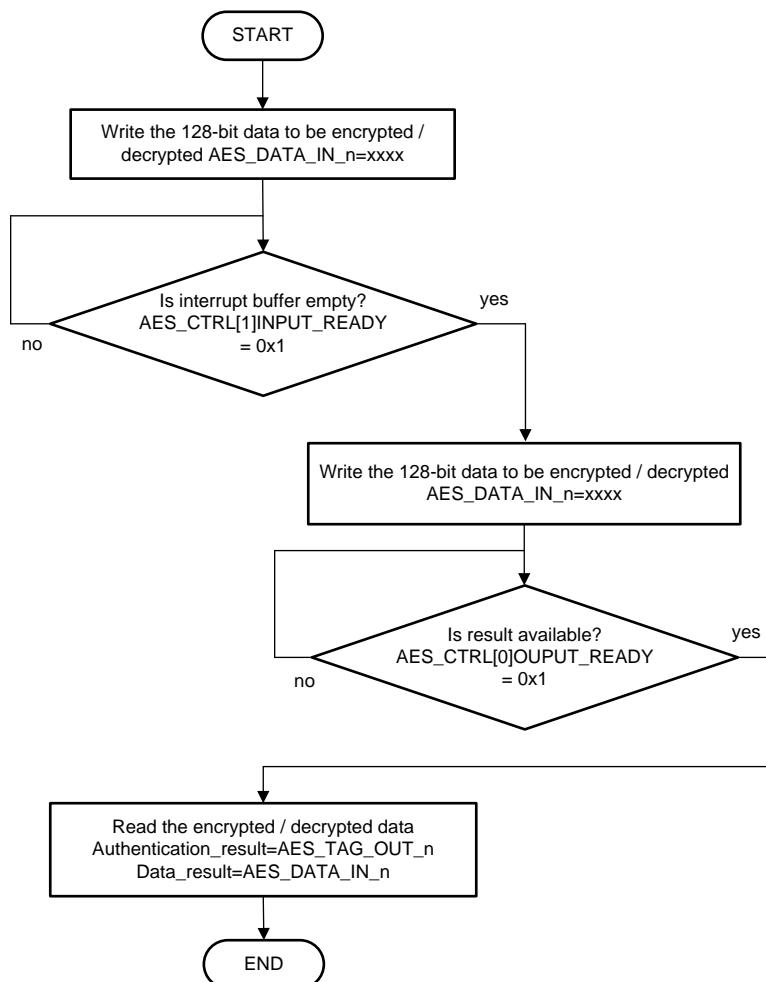 START
Write the 128-bit data to be encrypted /
decrypted AES_DATA_IN_n=xxxx
Is interrupt buffer empty?
AES_CTRL[1]INPUT_READY
= 0x1
yes
no
Write the 128-bit data to be encrypted / decrypted
AES_DATA_IN_n=xxxx
Is result available?
AES_CTRL[0]OUPUT_READY
= 0x1
yes
no
Read the encrypted / decrypted data
Authentication_result=AES_TAG_OUT_n
Data_result=AES_DATA_IN_n
END